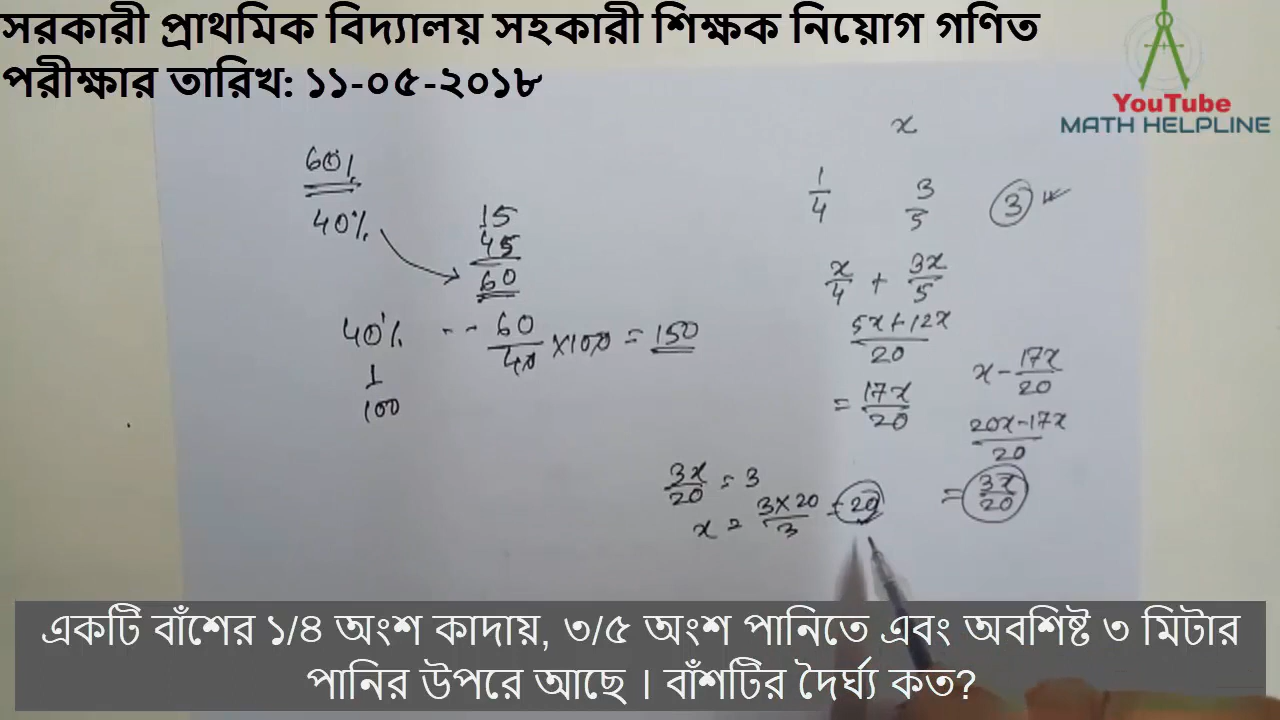 সরকারী প্রাথমিক বিদ্যালয় সহকারী শিক্ষক নিয়োগ গণিত
পরীক্ষার তারিখ: ১১-০৫-২০১৮
YouTube
MATH HELPLINE
60%
40%
15
45
60
40% -- 60/40 ×100 = 150
1
100
x
1/4 3/5 3
x/4 + 3x/5
5x+12x/20
= 17x/20
x - 17x/20
20x-17x/20
= 3x/20
3x/20 = 3
x = 3×20/3 = 20
একটি বাঁশের ১/৪ অংশ কাদায়, ৩/৫ অংশ পানিতে এবং অবশিষ্ট ৩ মিটার
পানির উপরে আছে। বাঁশটির দৈর্ঘ্য কত?